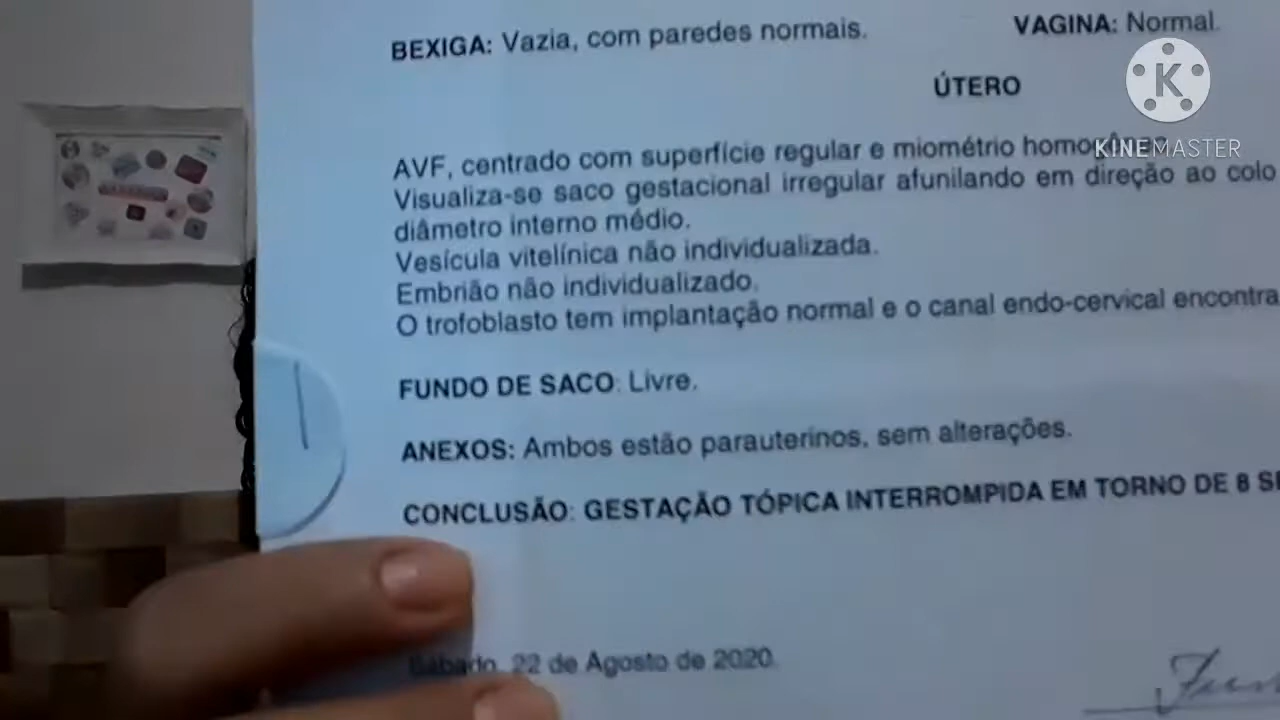 BEXIGA: Vazia, com paredes normais. VAGINA: Normal.
K
KINEMASTER
ÚTERO
AVF, centrado com superfície regular e miométrio
Visualiza-se saco gestacional irregular afunilando em direção ao colo
diâmetro interno médio.
Vesícula vitelínica não individualizada.
Embrião não individualizado.
O trofoblasto tem implantação normal e o canal endo-cervical encontra
FUNDO DE SACO: Livre.
ANEXOS: Ambos estão parauterinos, sem alterações.
CONCLUSÃO: GESTAÇÃO TÓPICA INTERROMPIDA EM TORNO DE 8
Sábado, 22 de Agosto de 2020.